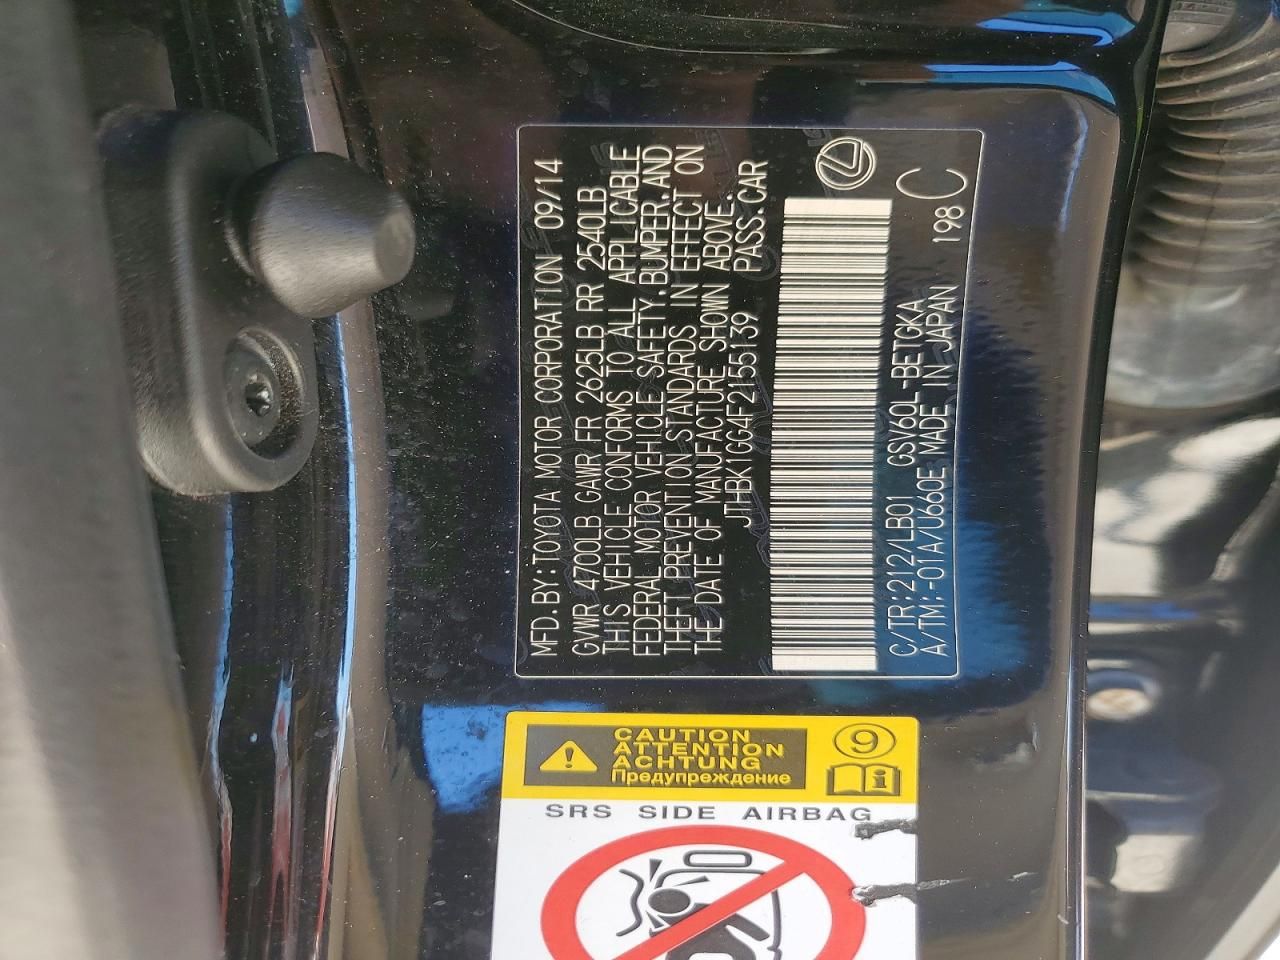 MFD.BY:TOYOTA MOTOR CORPORATION 09/14
GVWR 4700LB GAWR FR 2625LB RR 2540LB
THIS VEHICLE CONFORMS TO ALL APPLICABLE
FEDERAL MOTOR VEHICLE SAFETY,BUMPER,AND
THEFT PREVENTION STANDARDS IN EFFECT ON
THE DATE OF MANUFACTURE SHOWN ABOVE.
JTHBK1GG4F2155139 PASS.CAR
C/TR:212/LB01 GSV60L-BETGKA
A/TM:-01A/U660E MADE IN JAPAN 198 C
CAUTION
ATTENTION
ACHTUNG
Предупреждение
9
i
SRS SIDE AIRBAG